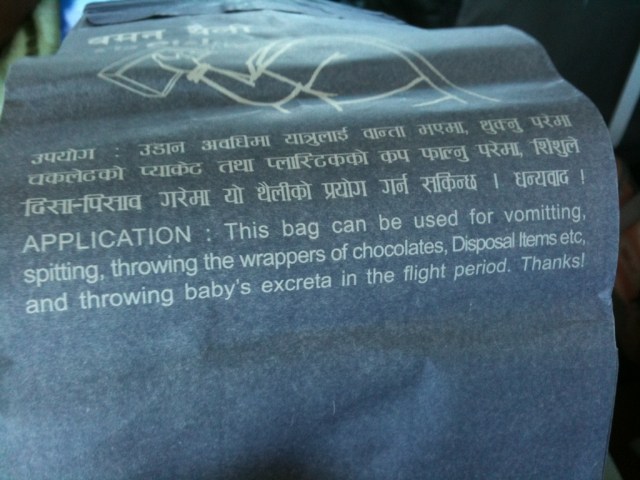 बमन थैली
उपयोग : उडान अवधिमा यात्रुलाई वान्ता भएमा, थुक्नु परेमा
चकलेटको प्याकेट तथा प्लास्टिकको कप फाल्नु परेमा, शिशुले
दिसा-पिसाव गरेमा यो थैलीको प्रयोग गर्न सकिन्छ । धन्यवाद !
APPLICATION : This bag can be used for vomitting,
spitting, throwing the wrappers of chocolates, Disposal Items etc,
and throwing baby's excreta in the flight period. Thanks!